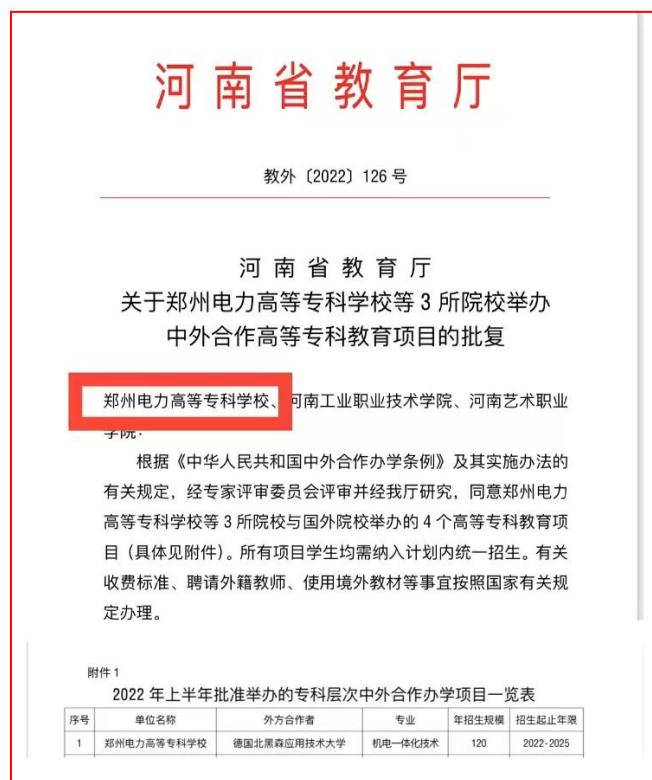 河南省教育厅
教外〔2022〕126号
河南省教育厅
关于郑州电力高等专科学校等3所院校举办
中外合作高等专科教育项目的批复
郑州电力高等专科学校、河南工业职业技术学院、河南艺术职业
学院:
根据《中华人民共和国中外合作办学条例》及其实施办法的
有关规定，经专家评审委员会评审并经我厅研究，同意郑州电力
高等专科学校等3所院校与国外院校举办的4个高等专科教育项
目（具体见附件）。所有项目学生均需纳入计划内统一招生。有关
收费标准、聘请外籍教师、使用境外教材等事宜按照国家有关规
定办理。
附件1
2022年上半年批准举办的专科层次中外合作办学项目一览表
序号 单位名称 外方合作者 专业 年招生规模 招生起止年限
1 郑州电力高等专科学校 德国北黑森应用技术大学 机电一体化技术 120 2022-2025